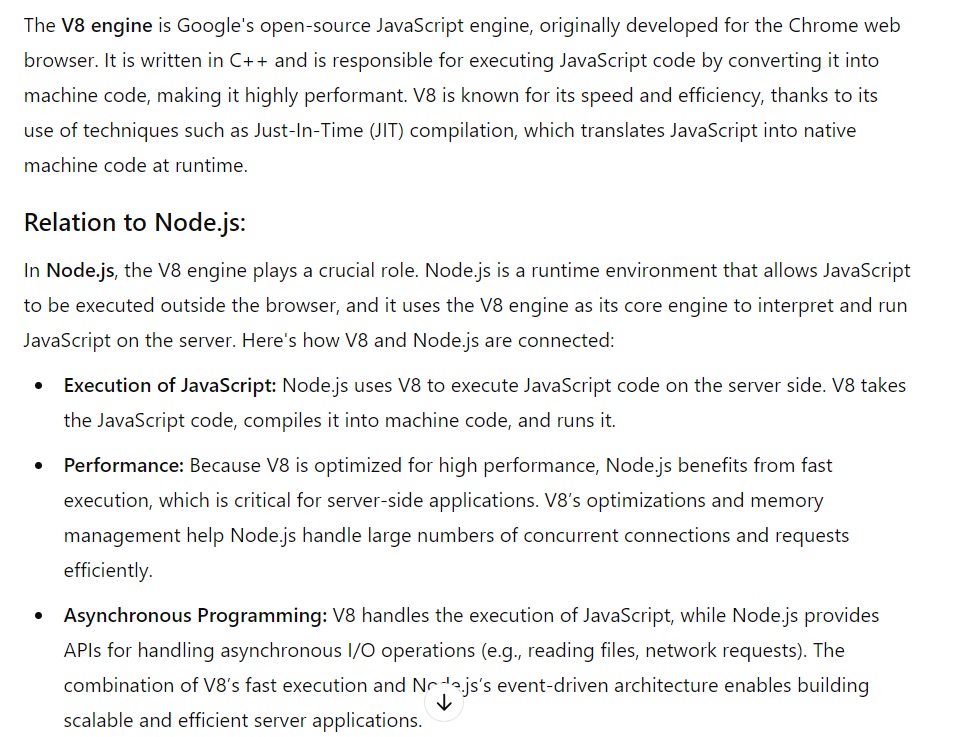 The V8 engine is Google's open-source JavaScript engine, originally developed for the Chrome web
browser. It is written in C++ and is responsible for executing JavaScript code by converting it into
machine code, making it highly performant. V8 is known for its speed and efficiency, thanks to its
use of techniques such as Just-In-Time (JIT) compilation, which translates JavaScript into native
machine code at runtime.
Relation to Node.js:
In Node.js, the V8 engine plays a crucial role. Node.js is a runtime environment that allows JavaScript
to be executed outside the browser, and it uses the V8 engine as its core engine to interpret and run
JavaScript on the server. Here's how V8 and Node.js are connected:
• Execution of JavaScript: Node.js uses V8 to execute JavaScript code on the server side. V8 takes
the JavaScript code, compiles it into machine code, and runs it.
• Performance: Because V8 is optimized for high performance, Node.js benefits from fast
execution, which is critical for server-side applications. V8's optimizations and memory
management help Node.js handle large numbers of concurrent connections and requests
efficiently.
• Asynchronous Programming: V8 handles the execution of JavaScript, while Node.js provides
APIs for handling asynchronous I/O operations (e.g., reading files, network requests). The
combination of V8's fast execution and Node.js's event-driven architecture enables building
scalable and efficient server applications.